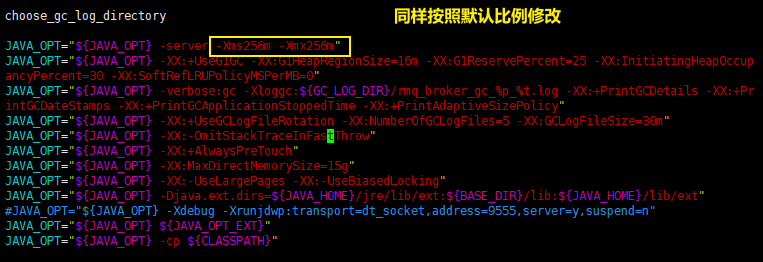 choose_gc_log_directory
同样按照默认比例修改
JAVA_OPT="${JAVA_OPT} -server -Xms256m -Xmx256m"
JAVA_OPT="${JAVA_OPT} -XX:+UseG1GC -XX:G1HeapRegionSize=16m -XX:G1ReservePercent=25 -XX:InitiatingHeapOccup
ancyPercent=30 -XX:SoftRefLRUPolicyMSPerMB=0"
JAVA_OPT="${JAVA_OPT} -verbose:gc -Xloggc:${GC_LOG_DIR}/rmq_broker_gc_%p_%t.log -XX:+PrintGCDetails -XX:+Pr
intGCDateStamps -XX:+PrintGCApplicationStoppedTime -XX:+PrintAdaptiveSizePolicy"
JAVA_OPT="${JAVA_OPT} -XX:+UseGCLogFileRotation -XX:NumberOfGCLogFiles=5 -XX:GCLogFileSize=30m"
JAVA_OPT="${JAVA_OPT} -XX:-OmitStackTraceInFastThrow"
JAVA_OPT="${JAVA_OPT} -XX:+AlwaysPreTouch"
JAVA_OPT="${JAVA_OPT} -XX:MaxDirectMemorySize=15g"
JAVA_OPT="${JAVA_OPT} -XX:-UseLargePages -XX:-UseBiasedLocking"
JAVA_OPT="${JAVA_OPT} -Djava.ext.dirs=${JAVA_HOME}/jre/lib/ext:${BASE_DIR}/lib:${JAVA_HOME}/lib/ext"
#JAVA_OPT="${JAVA_OPT} -Xdebug -Xrunjdwp:transport=dt_socket,address=9555,server=y,suspend=n"
JAVA_OPT="${JAVA_OPT} ${JAVA_OPT_EXT}"
JAVA_OPT="${JAVA_OPT} -cp ${CLASSPATH}"